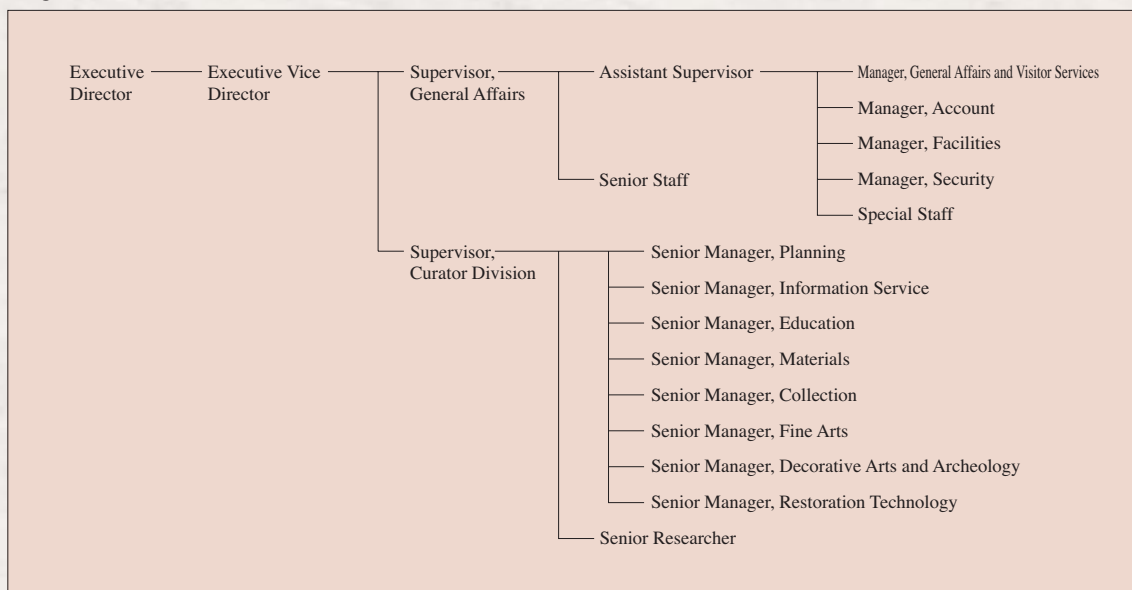 Executive
Director
Executive Vice
Director
Supervisor,
General Affairs
Assistant Supervisor
Manager, General Affairs and Visitor Services
Manager, Account
Manager, Facilities
Manager, Security
Special Staff
Senior Staff
Supervisor,
Curator Division
Senior Manager, Planning
Senior Manager, Information Service
Senior Manager, Education
Senior Manager, Materials
Senior Manager, Collection
Senior Manager, Fine Arts
Senior Manager, Decorative Arts and Archeology
Senior Manager, Restoration Technology
Senior Researcher